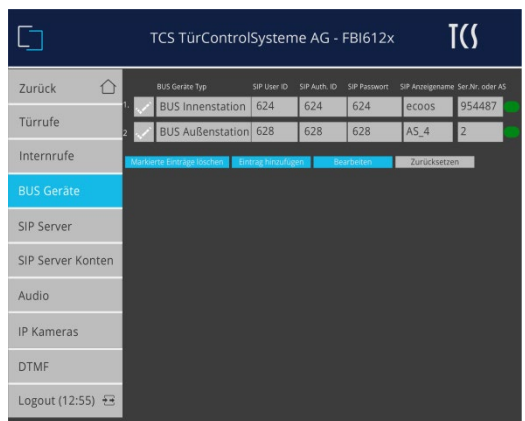 TCS TürControlSysteme AG - FBI612x
TCS
Zurück
Türrufe
Internrufe
BUS Geräte
SIP Server
SIP Server Konten
Audio
IP Kameras
DTMF
Logout (12:55)
BUS Geräte Typ SIP User ID SIP Auth. ID SIP Passwort SIP Anzeigename Ser.Nr. oder AS
1. BUS Innenstation 624 624 624 ecoos 954487
2 BUS Außenstation 628 628 628 AS_4 2
Markierte Einträge löschen Eintrag hinzufügen Bearbeiten Zurücksetzen